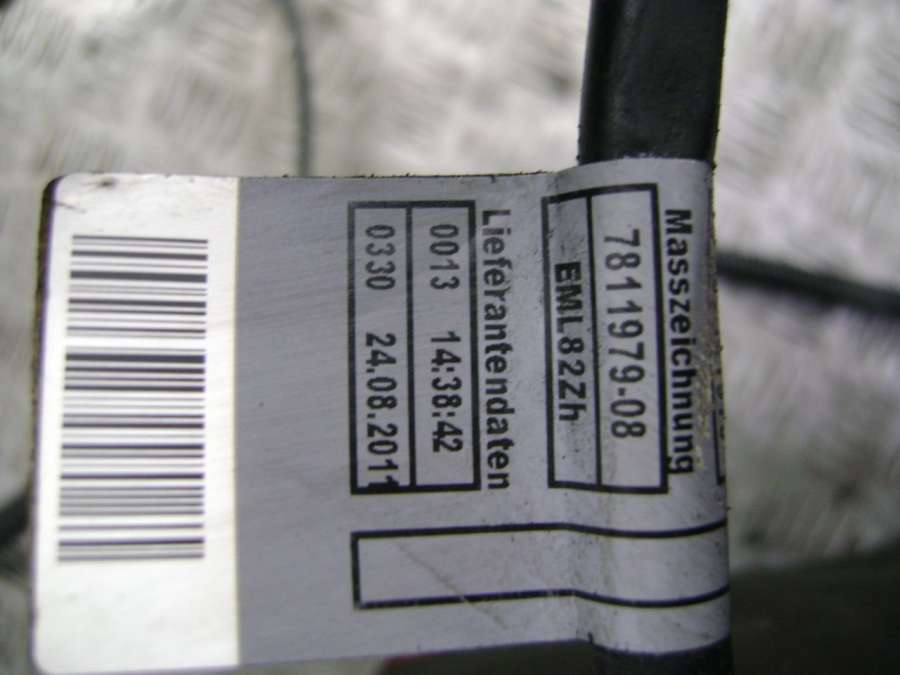 Masszeichnung
7811979-08
EML82Zh
Lieferantendaten
0013 14:38:42
0330 24.08.2011